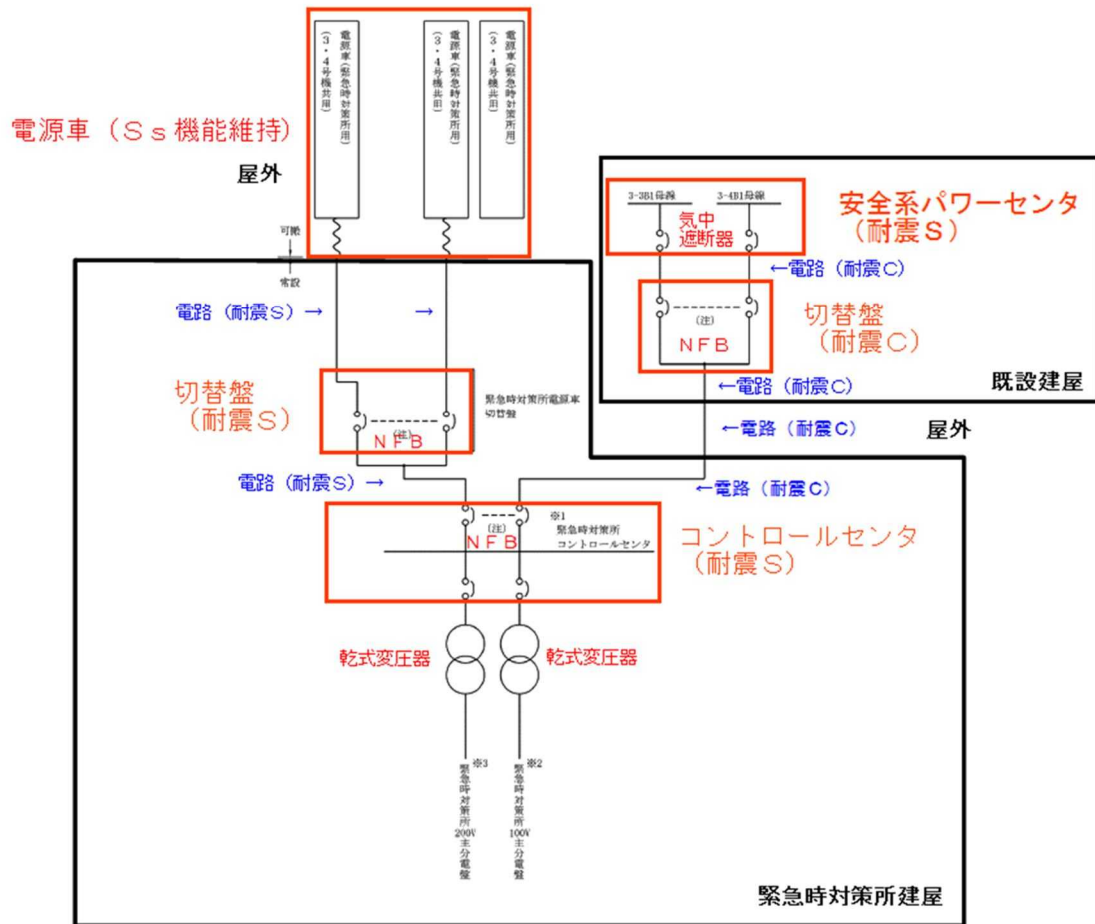 電源車(緊急時対策所用)
(3・4号機共用)
電源車(緊急時対策所用)
(3・4号機共用)
電源車(緊急時対策所用)
(3・4号機共用)
電源車(Ss機能維持)
屋外
可搬
常設
3-3B1母線
3-4B1母線
気中
遮断器
安全系パワーセンタ
(耐震S)
←電路(耐震C)
電路(耐震S) →
→
(注)
NFB
切替盤
(耐震C)
←電路(耐震C)
既設建屋
切替盤
(耐震S)
緊急時対策所電源車
切替盤
(注)
NFB
←電路(耐震C)
屋外
電路(耐震S) →
←電路(耐震C)
(注)
NFB
※1
緊急時対策所
コントロールセンタ
コントロールセンタ
(耐震S)
乾式変圧器
乾式変圧器
※3
緊急時対策所200V主分電盤
※2
緊急時対策所100V主分電盤
緊急時対策所建屋